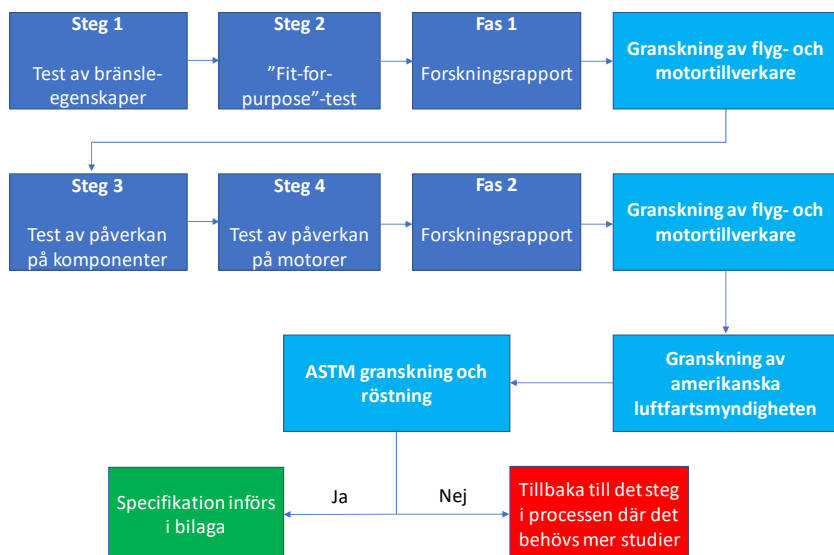 Steg 1
Test av bränsle-
egenskaper
Steg 2
”Fit-for-
purpose”-test
Fas 1
Forskningsrapport
Granskning av flyg- och
motortillverkare
Steg 3
Test av påverkan
på komponenter
Steg 4
Test av påverkan
på motorer
Fas 2
Forskningsrapport
Granskning av flyg- och
motortillverkare
Granskning av
amerikanska
luftfartsmyndigheten
ASTM granskning och
röstning
Ja
Nej
Specifikation införs
i bilaga
Tillbaka till det steg
i processen där det
behövs mer studier